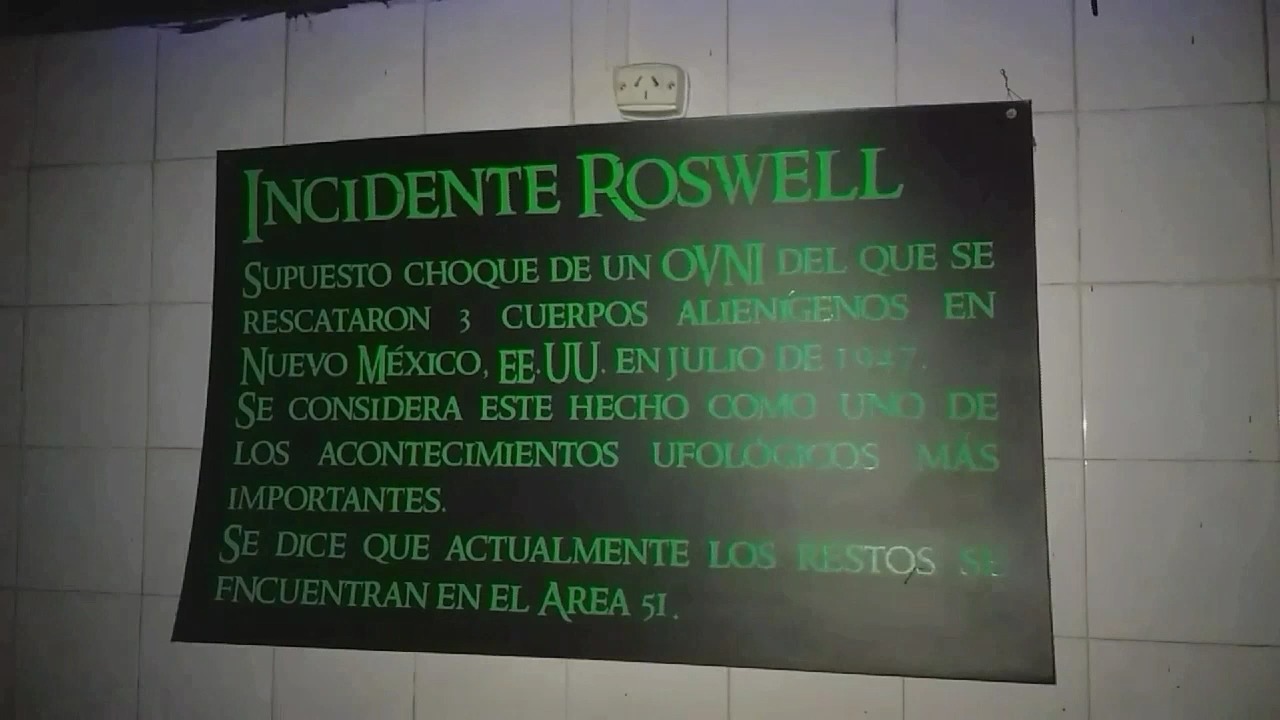 INCIDENTE ROSWELL
SUPUESTO CHOQUE DE UN OVNI DEL QUE SE
RESCATARON 3 CUERPOS ALIENÍGENOS EN
NUEVO MÉXICO, EE.UU. EN JULIO DE 1947.
SE CONSIDERA ESTE HECHO COMO UNO DE
LOS ACONTECIMIENTOS UFOLÓGICOS MÁS
IMPORTANTES.
SE DICE QUE ACTUALMENTE LOS RESTOS SE
ENCUENTRAN EN EL AREA 51.